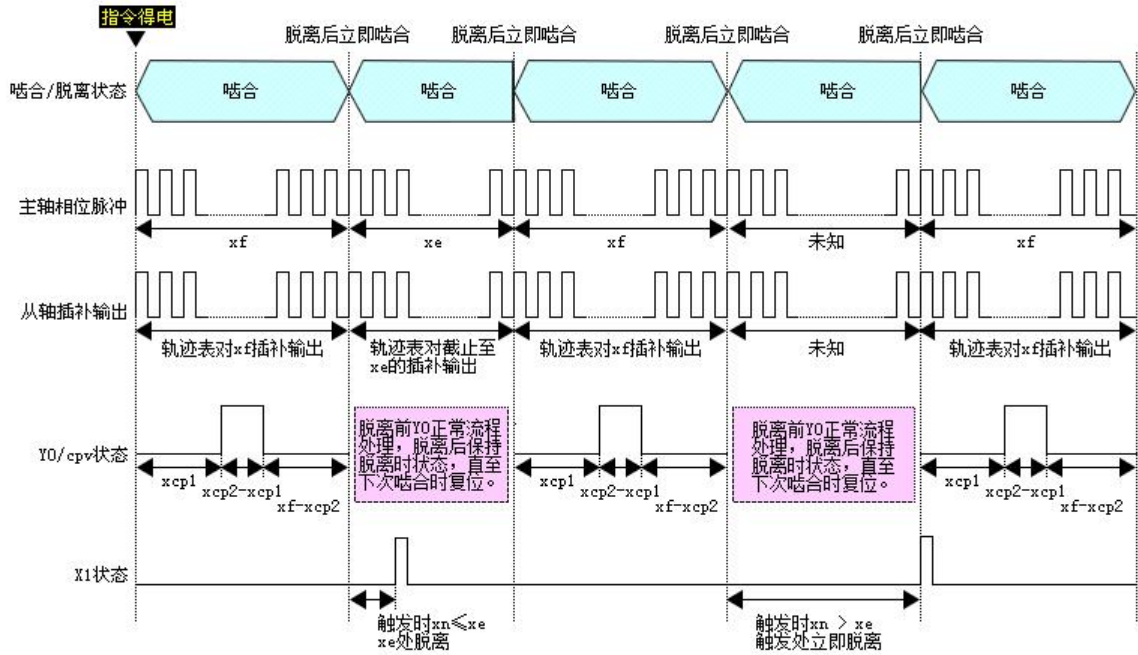 指令得电
脱离后立即啮合 脱离后立即啮合 脱离后立即啮合 脱离后立即啮合
啮合/脱离状态 啮合 啮合 啮合 啮合 啮合
主轴相位脉冲
xf xe xf 未知 xf
从轴插补输出
轨迹表对xf插补输出 轨迹表对截止至 轨迹表对xf插补输出 未知 轨迹表对xf插补输出
xe的插补输出
脱离前Y0正常流程 脱离前Y0正常流程
处理，脱离后保持 处理，脱离后保持
Y0/cpv状态 脱离时状态，直至 脱离时状态，直至
下次啮合时复位。 下次啮合时复位。
xcp1 xcp1 xcp1
xcp2-xcp1 xcp2-xcp1 xcp2-xcp1
xf-xcp2 xf-xcp2 xf-xcp2
X1状态
触发时xn≤xe 触发时xn > xe
xe处脱离 触发处立即脱离